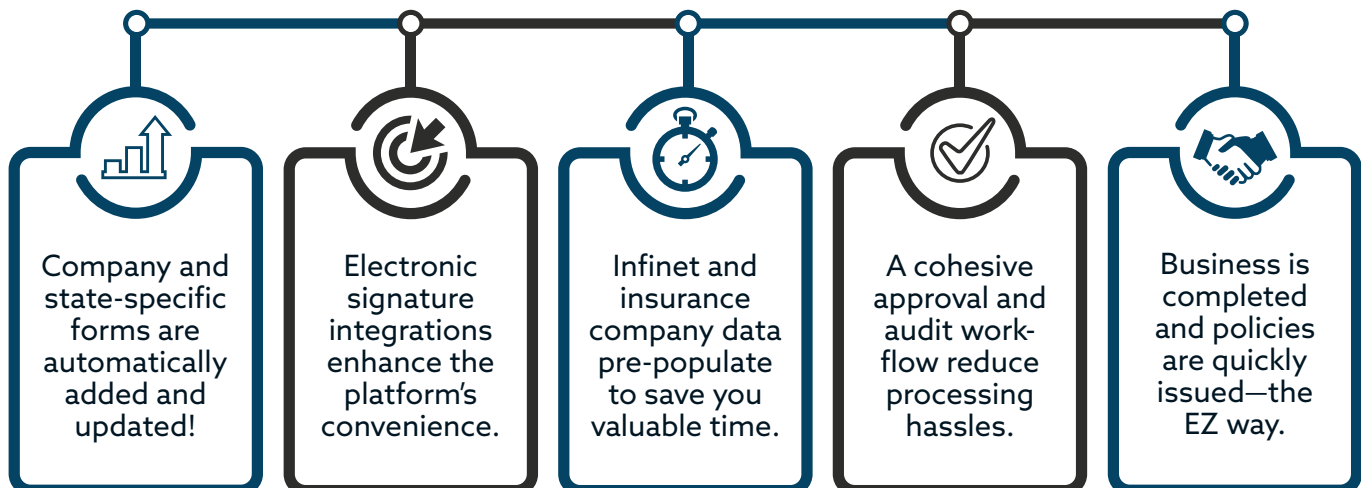 Company and
state-specific
forms are
automatically
added and
updated!
Electronic
signature
integrations
enhance the
platform's
convenience.
Infinet and
insurance
company data
pre-populate
to save you
valuable time.
A cohesive
approval and
audit work-
flow reduce
processing
hassles.
Business is
completed
and policies
are quickly
issued—the
EZ way.